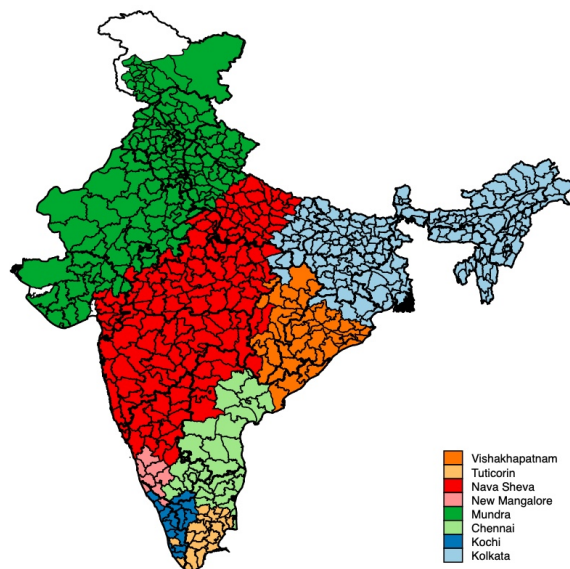 Vishakhapatnam
Tuticorin
Nava Sheva
New Mangalore
Mundra
Chennai
Kochi
Kolkata